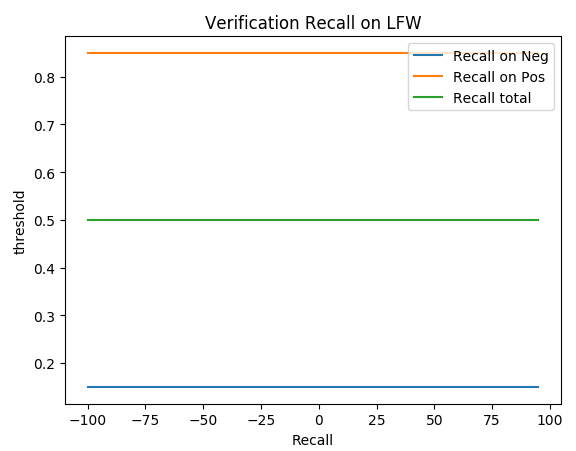 Verification Recall on LFW
Recall on Neg
Recall on Pos
Recall total
threshold
0.8
0.7
0.6
0.5
0.4
0.3
0.2
−100
−75
−50
−25
0
25
50
75
100
Recall